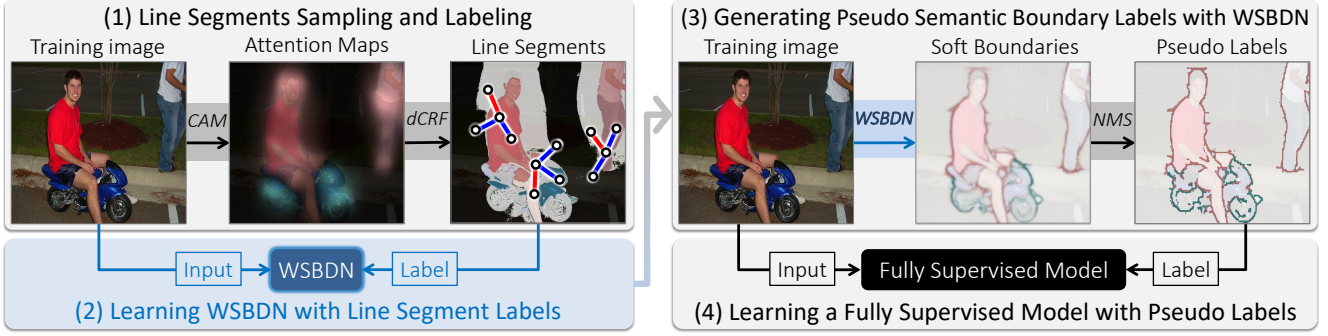 (1) Line Segments Sampling and Labeling
Training image
Attention Maps
Line Segments
CAM
dCRF
Input
WSBDN
Label
(2) Learning WSBDN with Line Segment Labels
(3) Generating Pseudo Semantic Boundary Labels with WSBDN
Training image
Soft Boundaries
Pseudo Labels
WSBDN
NMS
Input
Fully Supervised Model
Label
(4) Learning a Fully Supervised Model with Pseudo Labels